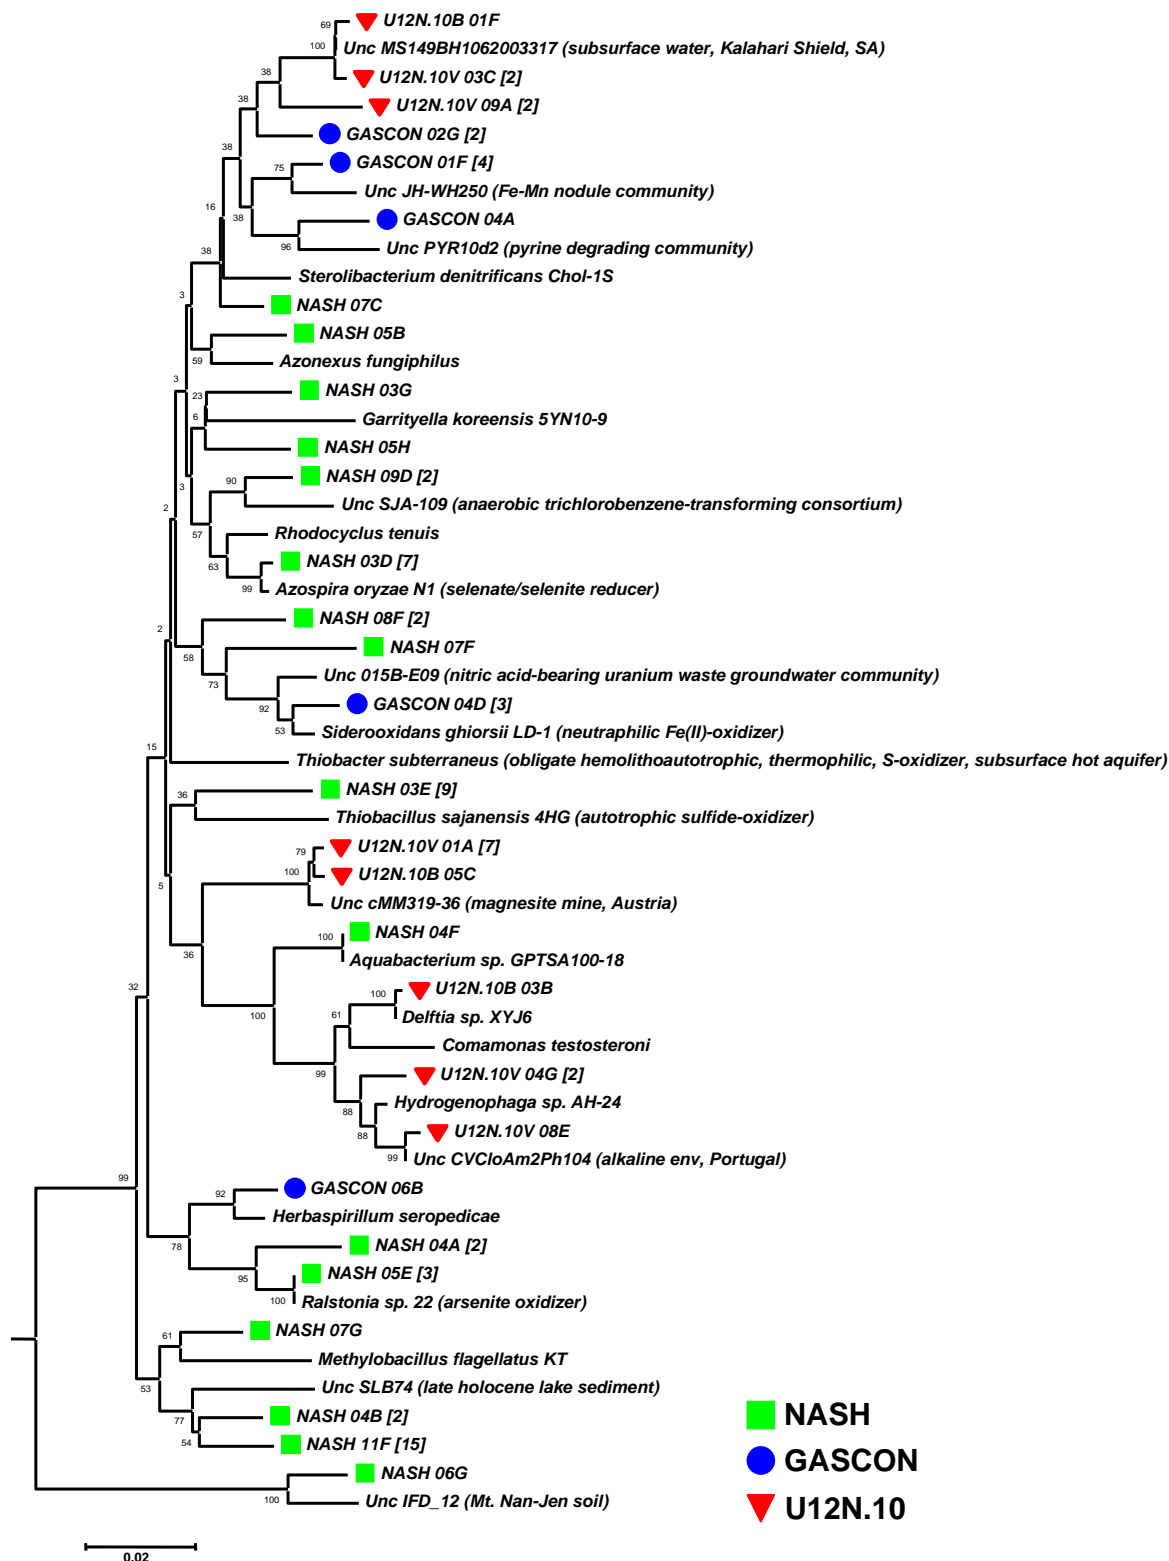 69
U12N.10B 01F
100
Unc MS149BH1062003317 (subsurface water, Kalahari Shield, SA)
38
U12N.10V 03C [2]
38
U12N.10V 09A [2]
GASCON 02G [2]
38
75
GASCON 01F [4]
Unc JH-WH250 (Fe-Mn nodule community)
16
38
GASCON 04A
96
Unc PYR10d2 (pyrine degrading community)
38
Sterolibacterium denitrificans Chol-1S
3
NASH 07C
NASH 05B
59
Azonexus fungiphilus
3
23
NASH 03G
6
Garrityella koreensis 5YN10-9
NASH 05H
3
90
NASH 09D [2]
2
Unc SJA-109 (anaerobic trichlorobenzene-transforming consortium)
57
Rhodocyclus tenuis
63
NASH 03D [7]
99
Azospira oryzae N1 (selenate/selenite reducer)
2
NASH 08F [2]
58
NASH 07F
73
Unc 015B-E09 (nitric acid-bearing uranium waste groundwater community)
92
GASCON 04D [3]
53
Siderooxidans ghiorsii LD-1 (neutraphilic Fe(II)-oxidizer)
15
Thiobacter subterraneus (obligate hemolithoautotrophic, thermophilic, S-oxidizer, subsurface hot aquifer)
36
NASH 03E [9]
Thiobacillus sajanensis 4HG (autotrophic sulfide-oxidizer)
79
U12N.10V 01A [7]
100
U12N.10B 05C
5
Unc cMM319-36 (magnesite mine, Austria)
36
100
NASH 04F
Aquabacterium sp. GPTSA100-18
32
100
U12N.10B 03B
100
61
Delftia sp. XYJ6
Comamonas testosteroni
99
U12N.10V 04G [2]
88
Hydrogenophaga sp. AH-24
88
U12N.10V 08E
99
Unc CVCloAm2Ph104 (alkaline env, Portugal)
99
92
GASCON 06B
Herbaspirillum seropedicae
78
NASH 04A [2]
95
NASH 05E [3]
100
Ralstonia sp. 22 (arsenite oxidizer)
61
NASH 07G
Methylobacillus flagellatus KT
53
Unc SLB74 (late holocene lake sediment)
77
NASH 04B [2]
54
NASH 11F [15]
NASH 06G
100
Unc IFD_12 (Mt. Nan-Jen soil)
NASH
GASCON
U12N.10
0.02